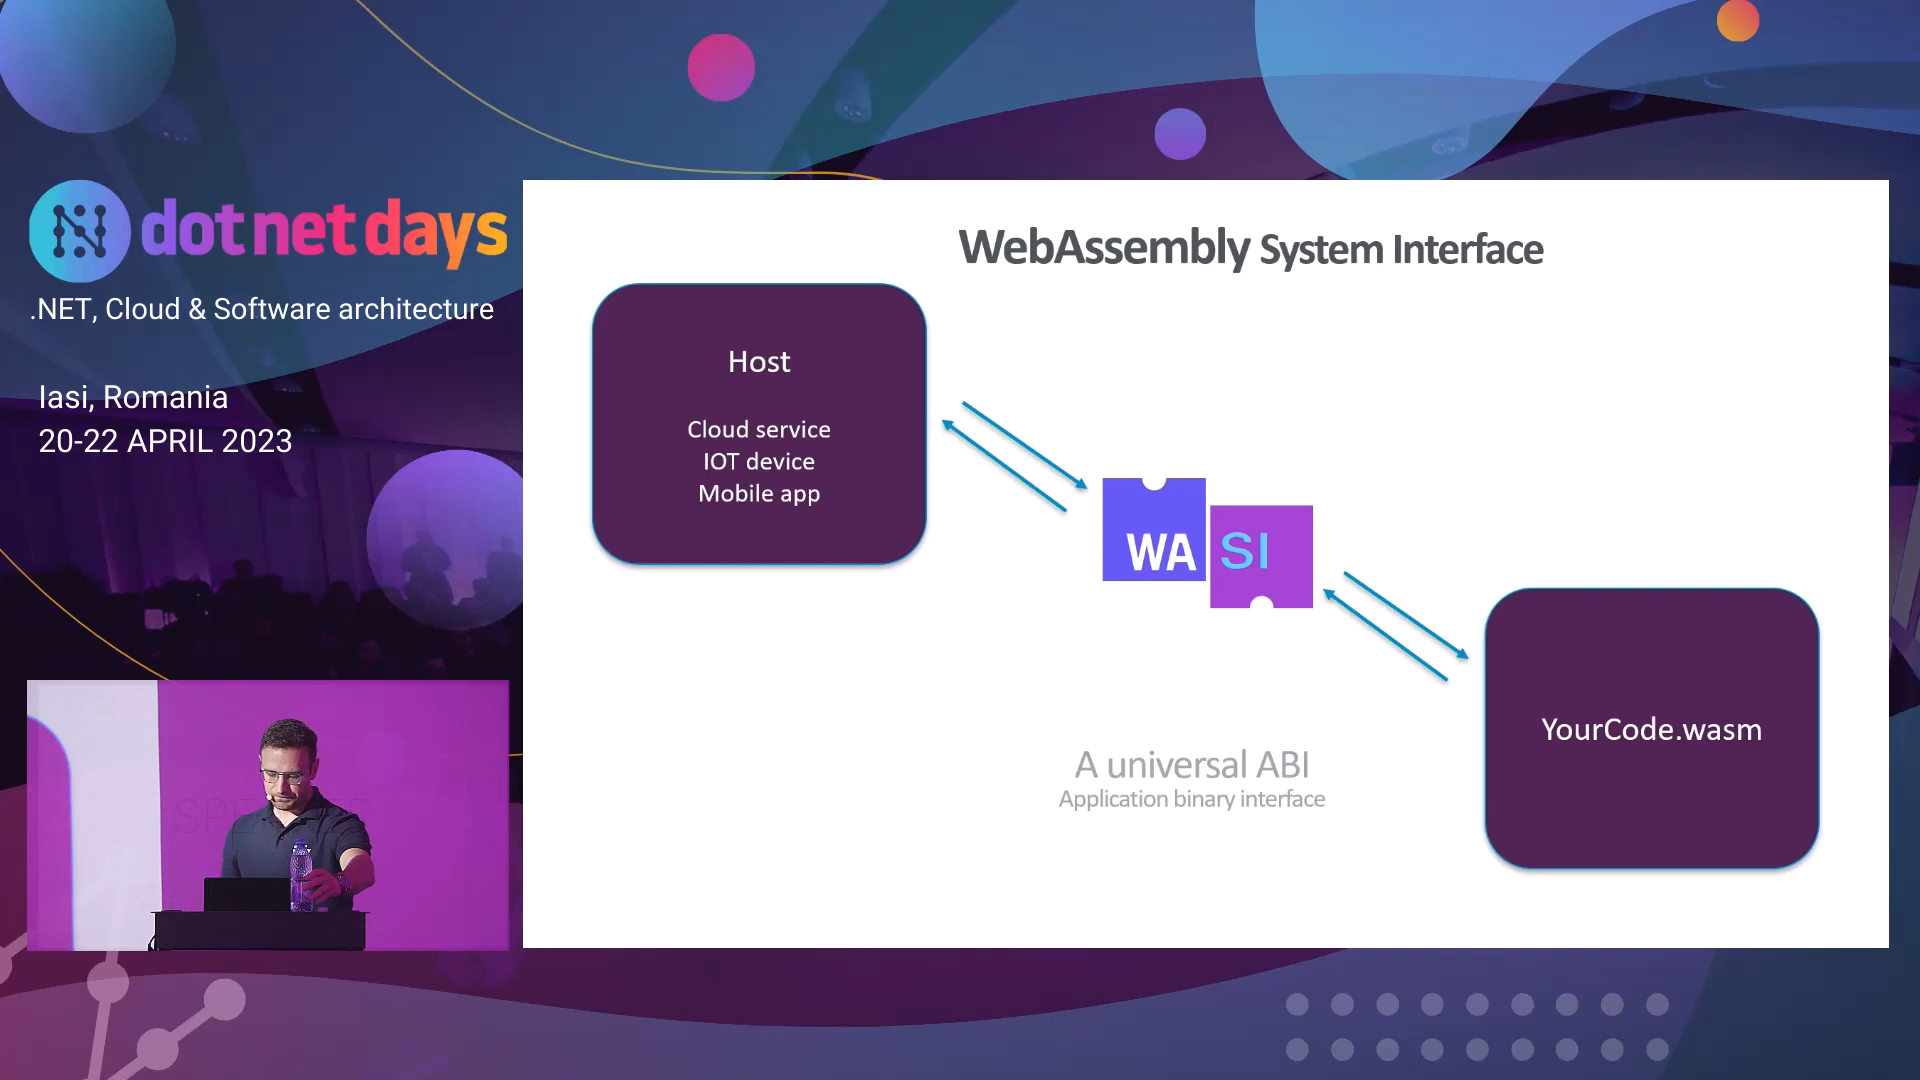 dotnetdays
.NET, Cloud & Software architecture
Iasi, Romania
20-22 APRIL 2023
WebAssembly System Interface
Host
Cloud service
IOT device
Mobile app
WA SI
A universal ABI
Application binary interface
YourCode.wasm